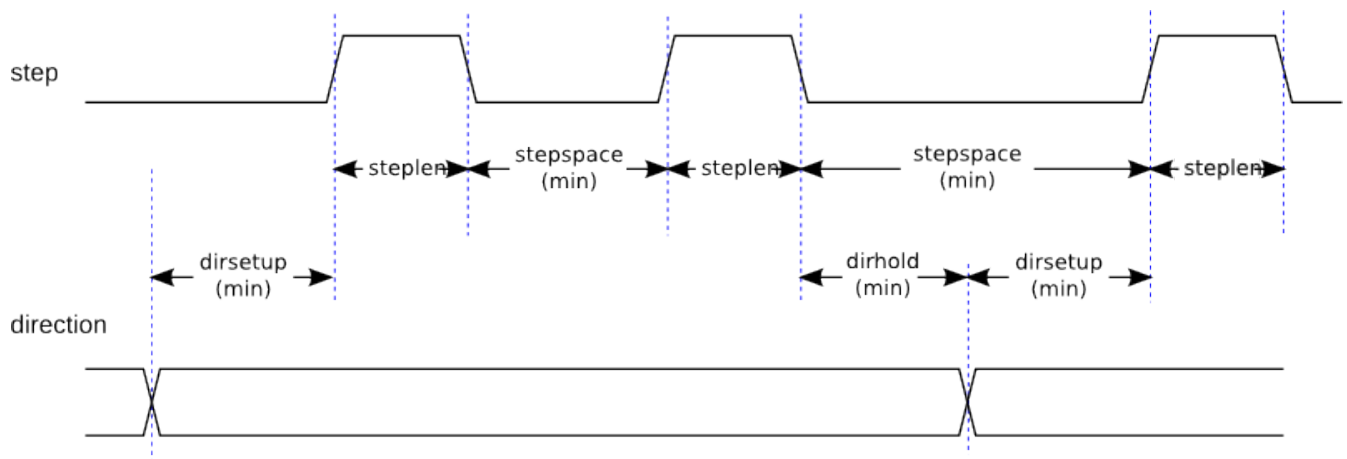 step
steplen
stepspace
(min)
steplen
stepspace
(min)
steplen
dirsetup
(min)
dirhold
(min)
dirsetup
(min)
direction